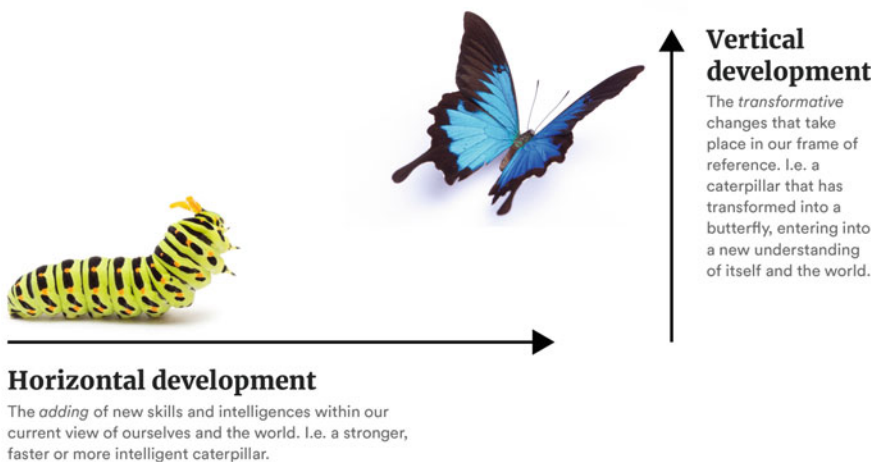 Vertical
development
The transformative
changes that take
place in our frame of
reference. I.e. a
caterpillar that has
transformed into a
butterfly, entering into
a new understanding
of itself and the world.
Horizontal development
The adding of new skills and intelligences within our
current view of ourselves and the world. I.e. a stronger,
faster or more intelligent caterpillar.